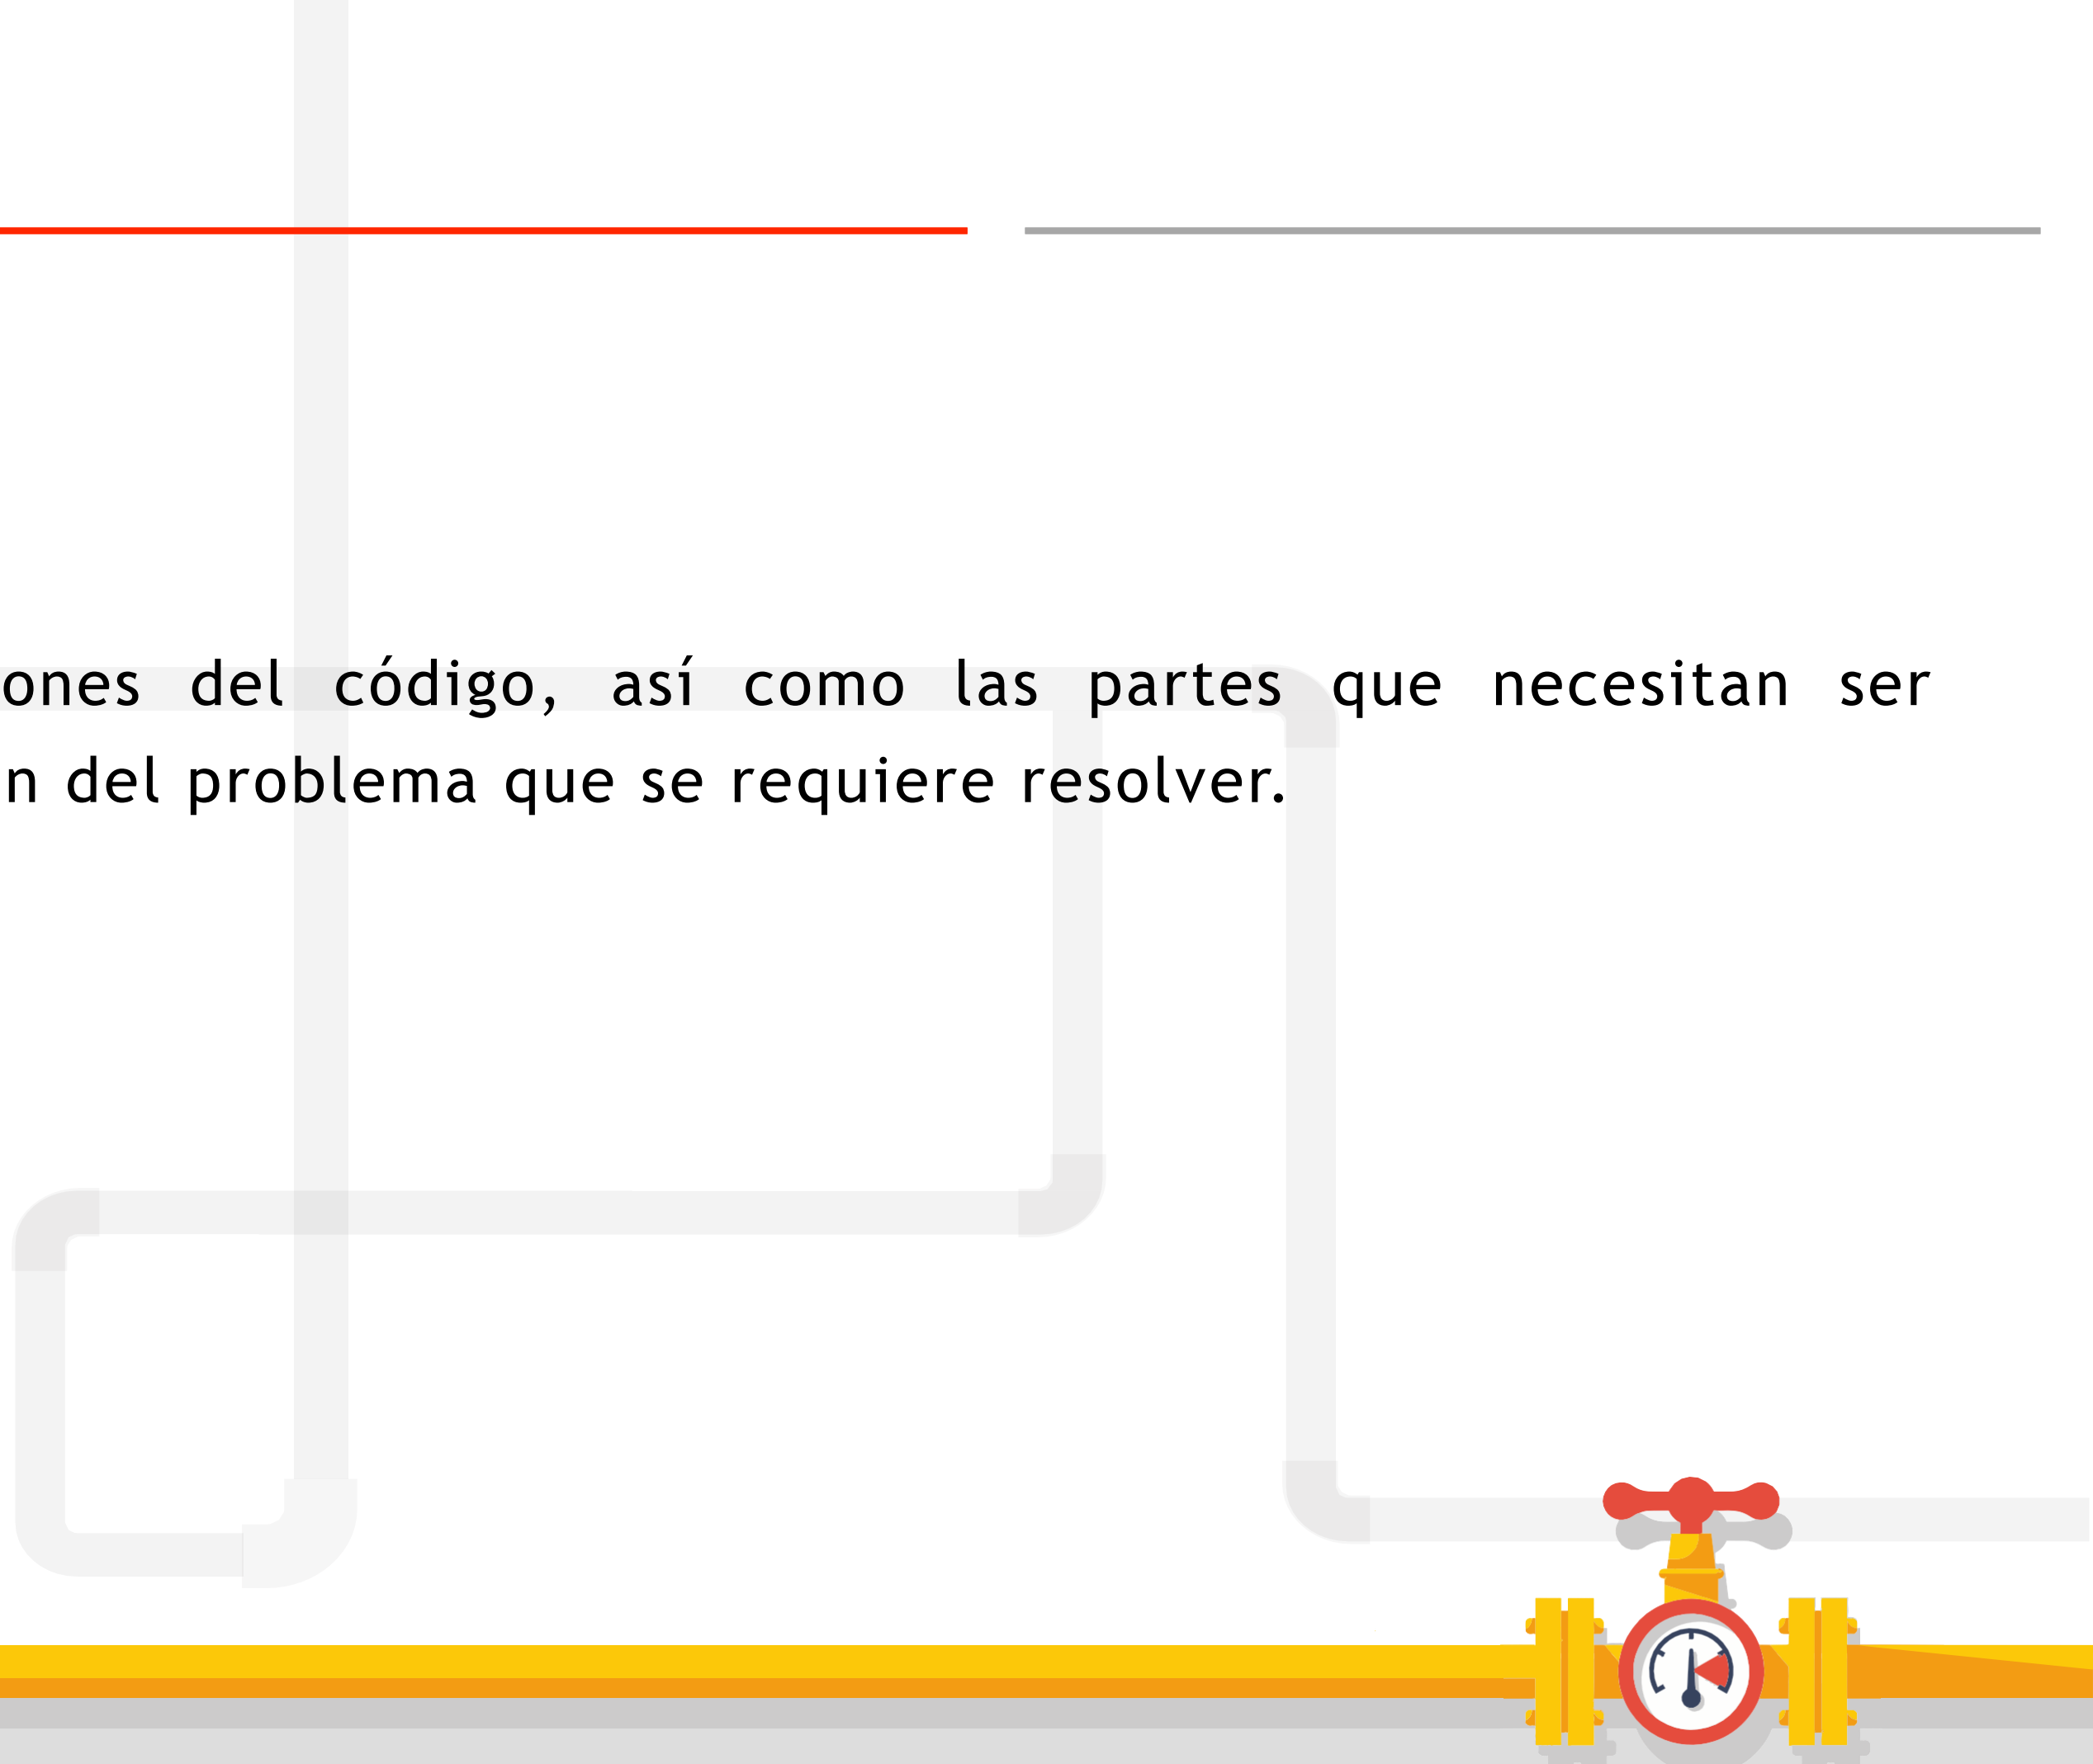 ones del código, así como las partes que necesitan ser
n del problema que se requiere resolver.